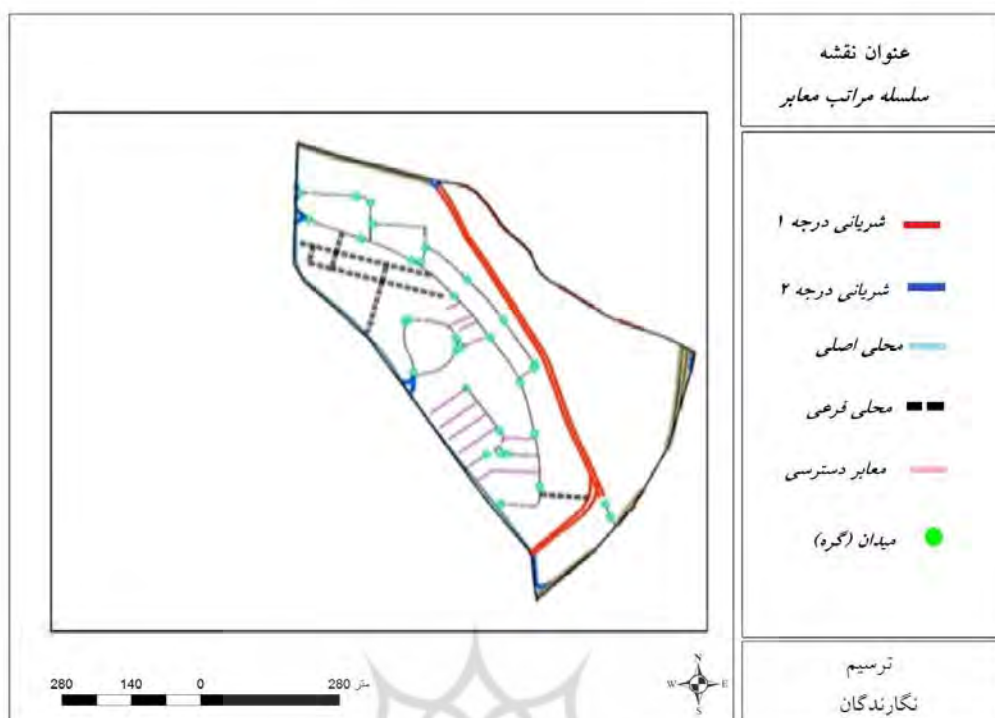 عنوان نقشه
سلسله مراتب معابر
شریانی درجه ۱
شریانی درجه ۲
محلی اصلی
محلی فرعی
معابر دسترسی
میدان (گره)
280 140 0 280 متر
N
W E
S
ترسیم
نگارندگان